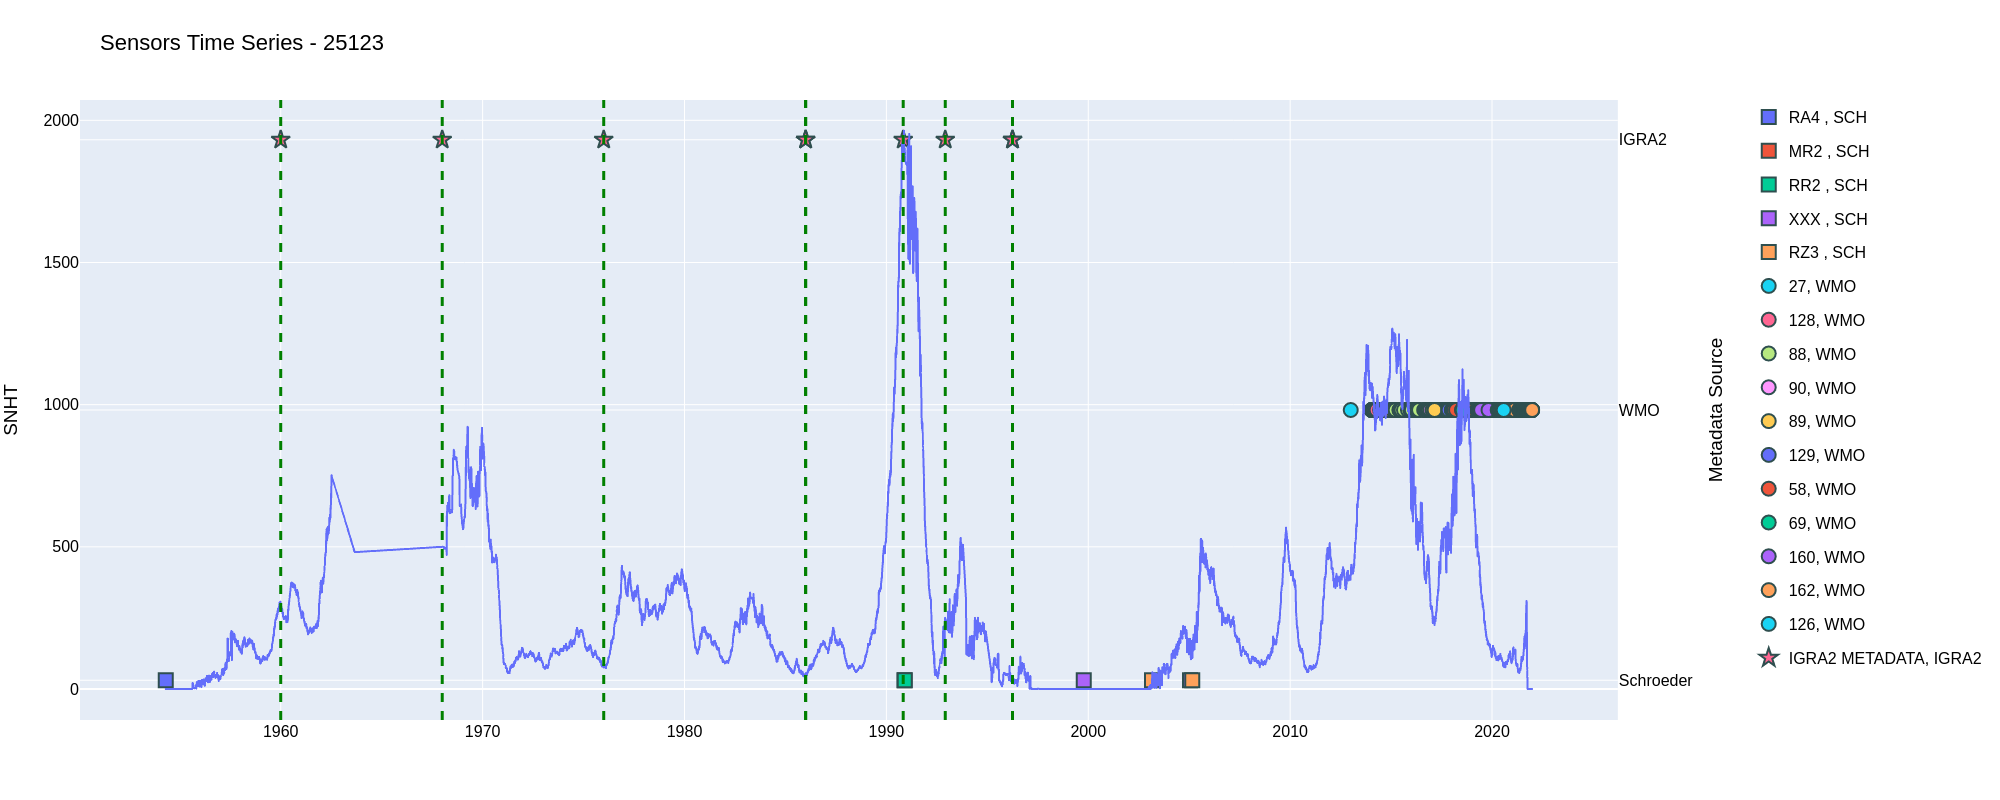 Sensors Time Series - 25123
2000
1500
1000
500
0
SNHT
1960
1970
1980
1990
2000
2010
2020
IGRA2
WMO
Schroeder
Metadata Source
RA4 , SCH
MR2 , SCH
RR2 , SCH
XXX , SCH
RZ3 , SCH
27, WMO
128, WMO
88, WMO
90, WMO
89, WMO
129, WMO
58, WMO
69, WMO
160, WMO
162, WMO
126, WMO
IGRA2 METADATA, IGRA2